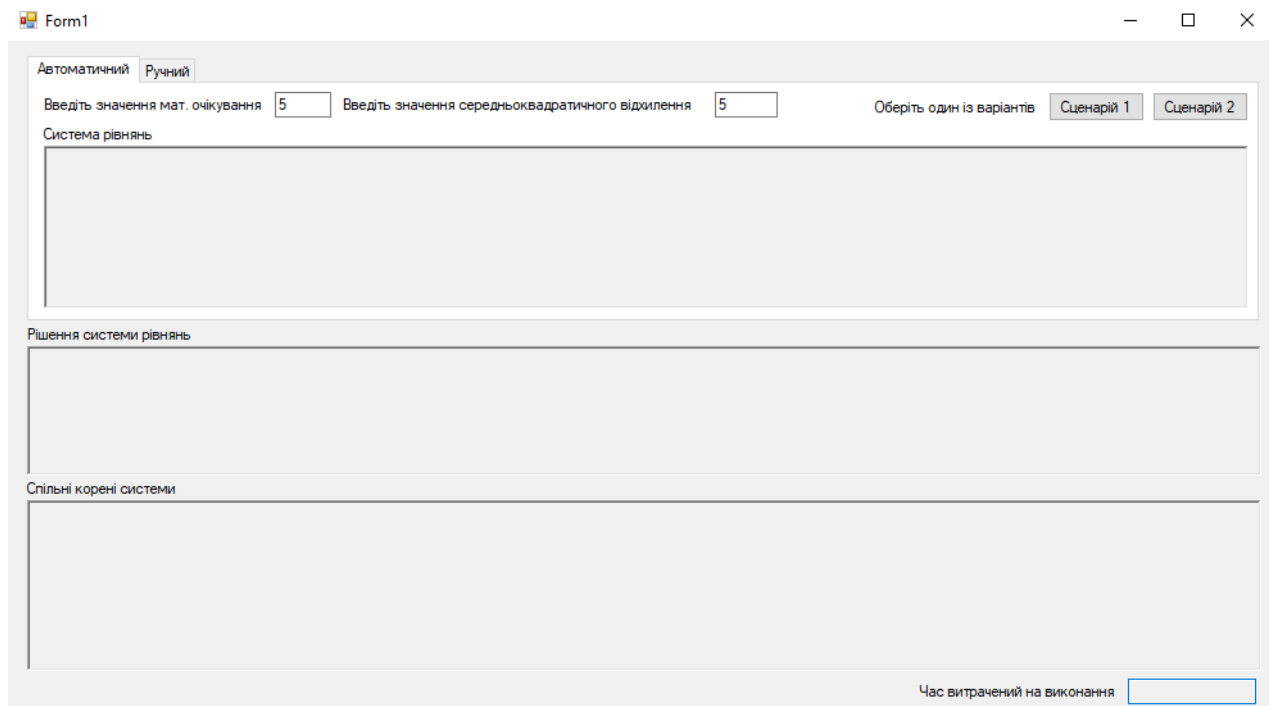 Form1
Автоматичний Ручний
Введіть значення мат. очікування 5 Введіть значення середньоквадратичного відхилення 5 Оберіть один із варіантів Сценарій 1 Сценарій 2
Система рівнянь
Рішення системи рівнянь
Спільні корені системи
Час витрачений на виконання